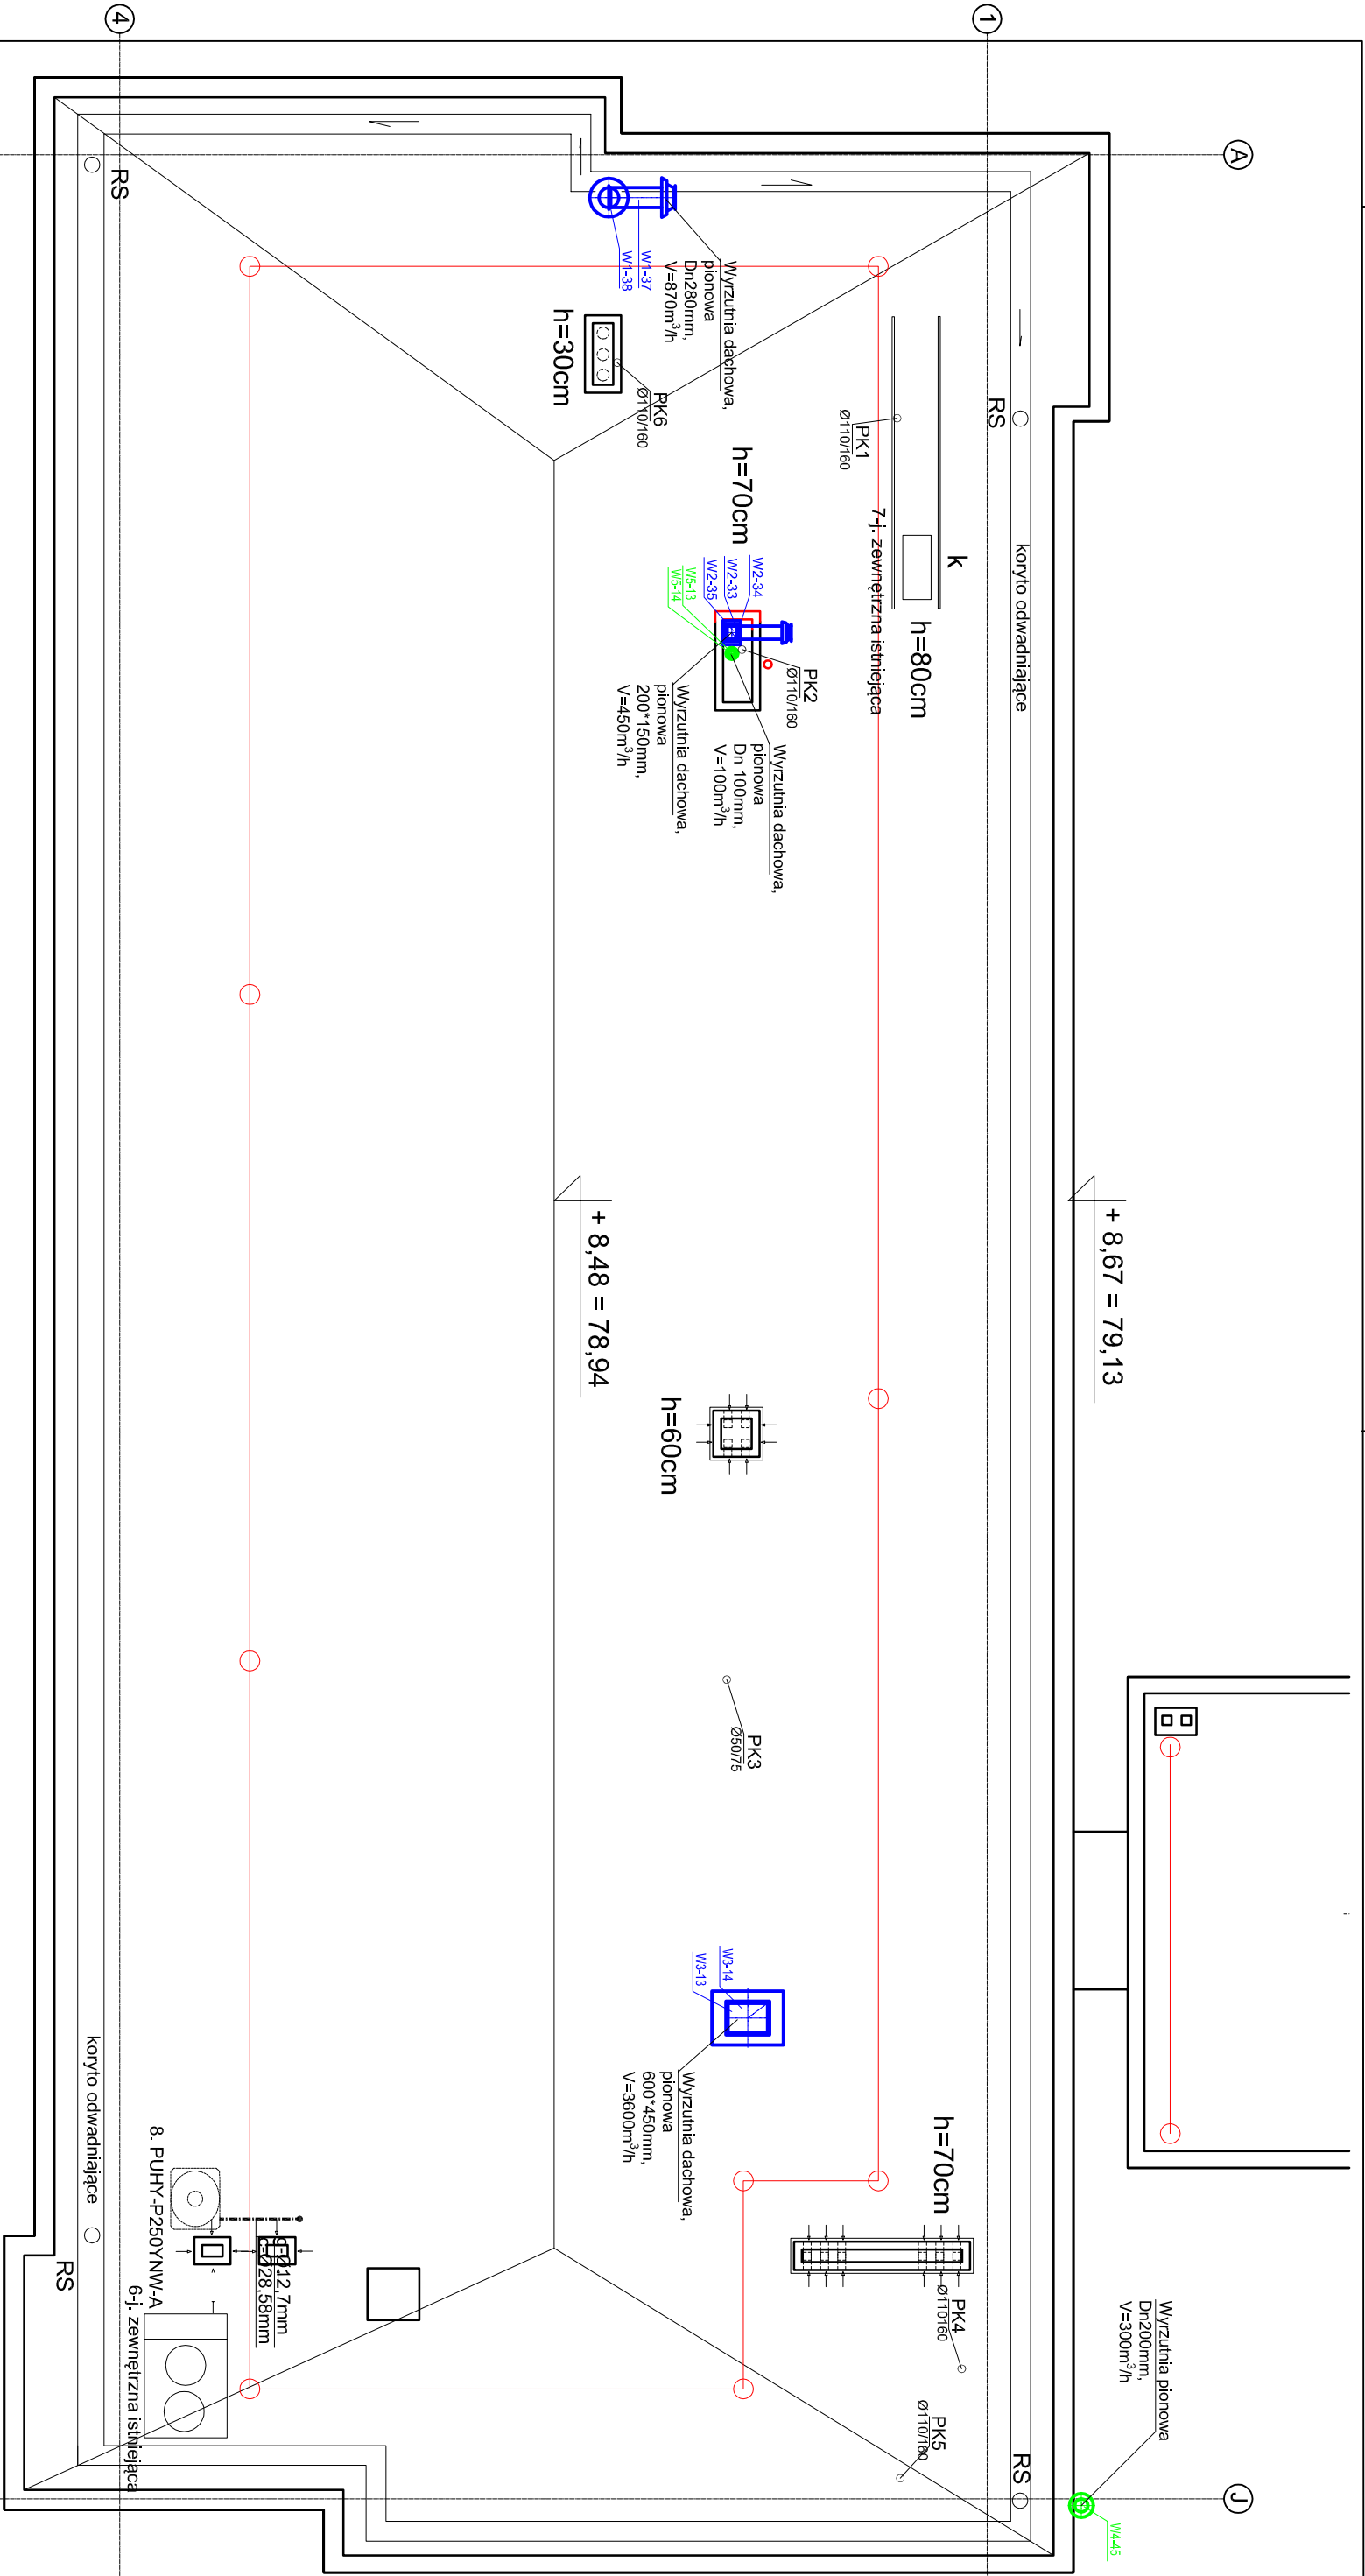 4
1
A
J
RS
RS
RS
RS
koryto odwadniające
koryto odwadniające
+ 8,67 = 79,13
+ 8,48 = 78,94
Wyrzutnia dachowa,
pionowa
Dn280mm,
V=870m³/h
W1-37
W1-38
h=30cm
PK6
Ø110/160
PK1
Ø110/160
k
h=80cm
7-j. zewnętrzna istniejąca
h=70cm
W2-34
W2-33
W2-35
W5-13
W5-14
PK2
Ø110/160
Wyrzutnia dachowa,
pionowa
Dn 100mm,
V=100m³/h
Wyrzutnia dachowa,
pionowa
200*150mm,
V=450m³/h
h=60cm
PK3
Ø50/75
W3-14
W3-13
Wyrzutnia dachowa,
pionowa
600*450mm,
V=3600m³/h
h=70cm
PK4
Ø110160
PK5
Ø110/160
Wyrzutnia pionowa
Dn200mm,
V=300m³/h
W4-45
8. PUHY-P250YNW-A
6-j. zewnętrzna istniejąca
g-Ø12,7mm
Ø28,58mm